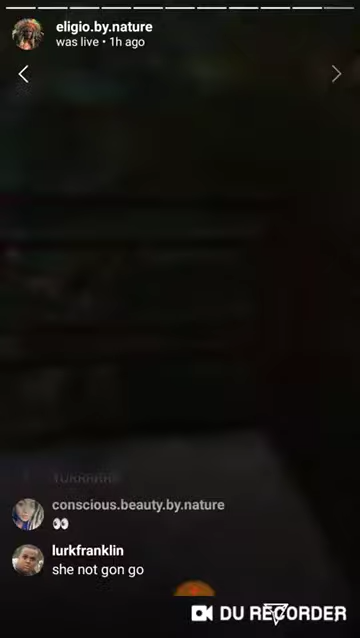 eligio.by.nature
was live • 1h ago
conscious.beauty.by.nature
👀
lurkfranklin
she not gon go
DU RECORDER